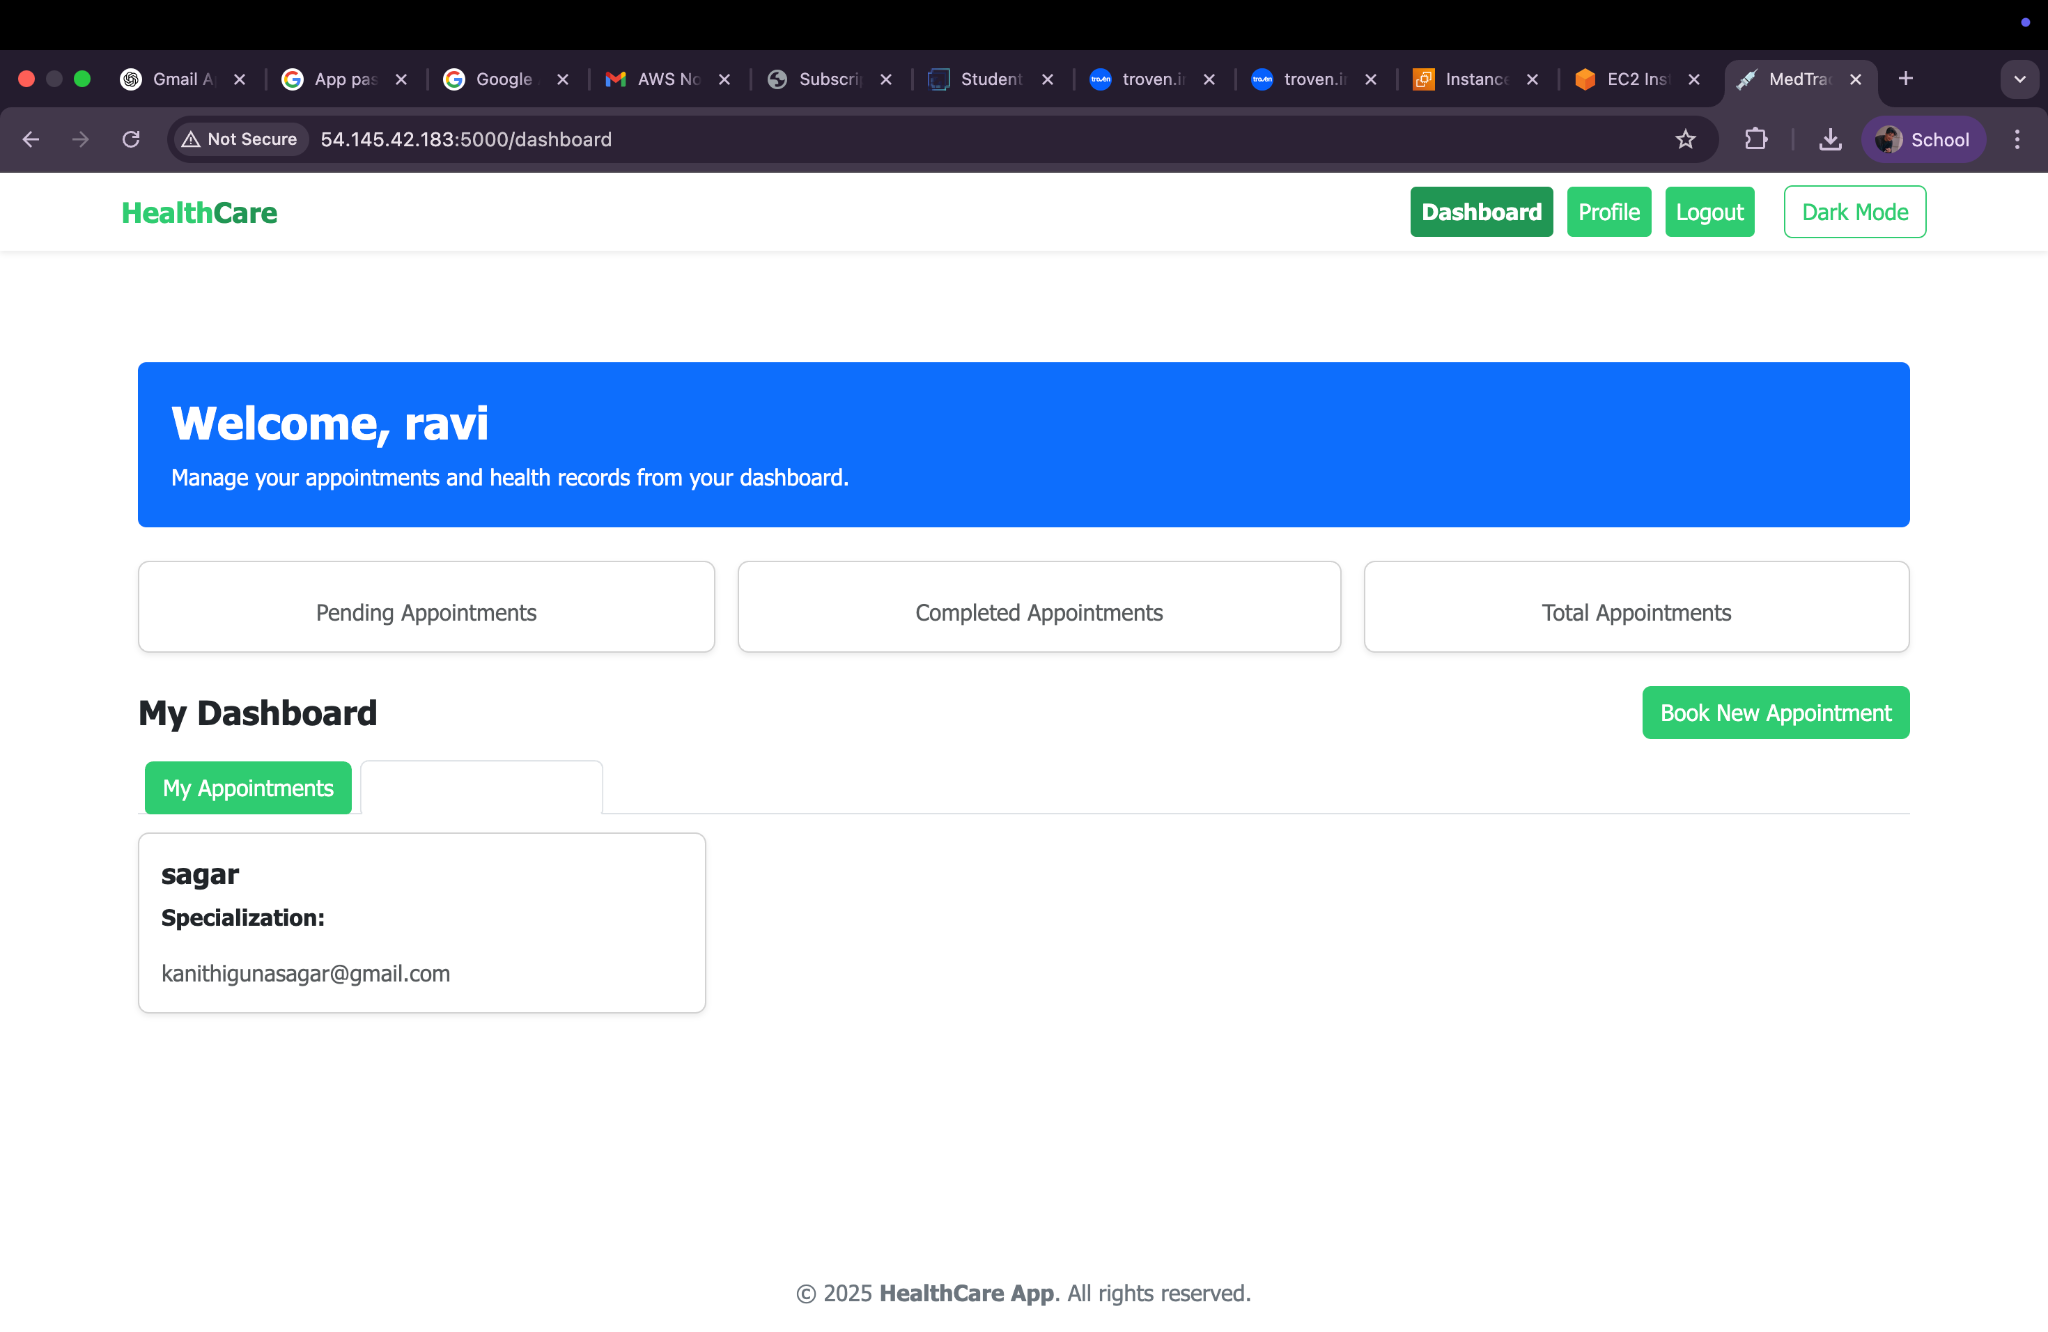 Gmail A
App pas
Google
AWS No
Subscri
Student
troven.i
troven.i
Instance
EC2 Ins
MedTra
Not Secure
54.145.42.183:5000/dashboard
School
HealthCare
Dashboard
Profile
Logout
Dark Mode
Welcome, ravi
Manage your appointments and health records from your dashboard.
Pending Appointments
Completed Appointments
Total Appointments
My Dashboard
Book New Appointment
My Appointments
sagar
Specialization:
kanithigunasagar@gmail.com
© 2025 HealthCare App. All rights reserved.